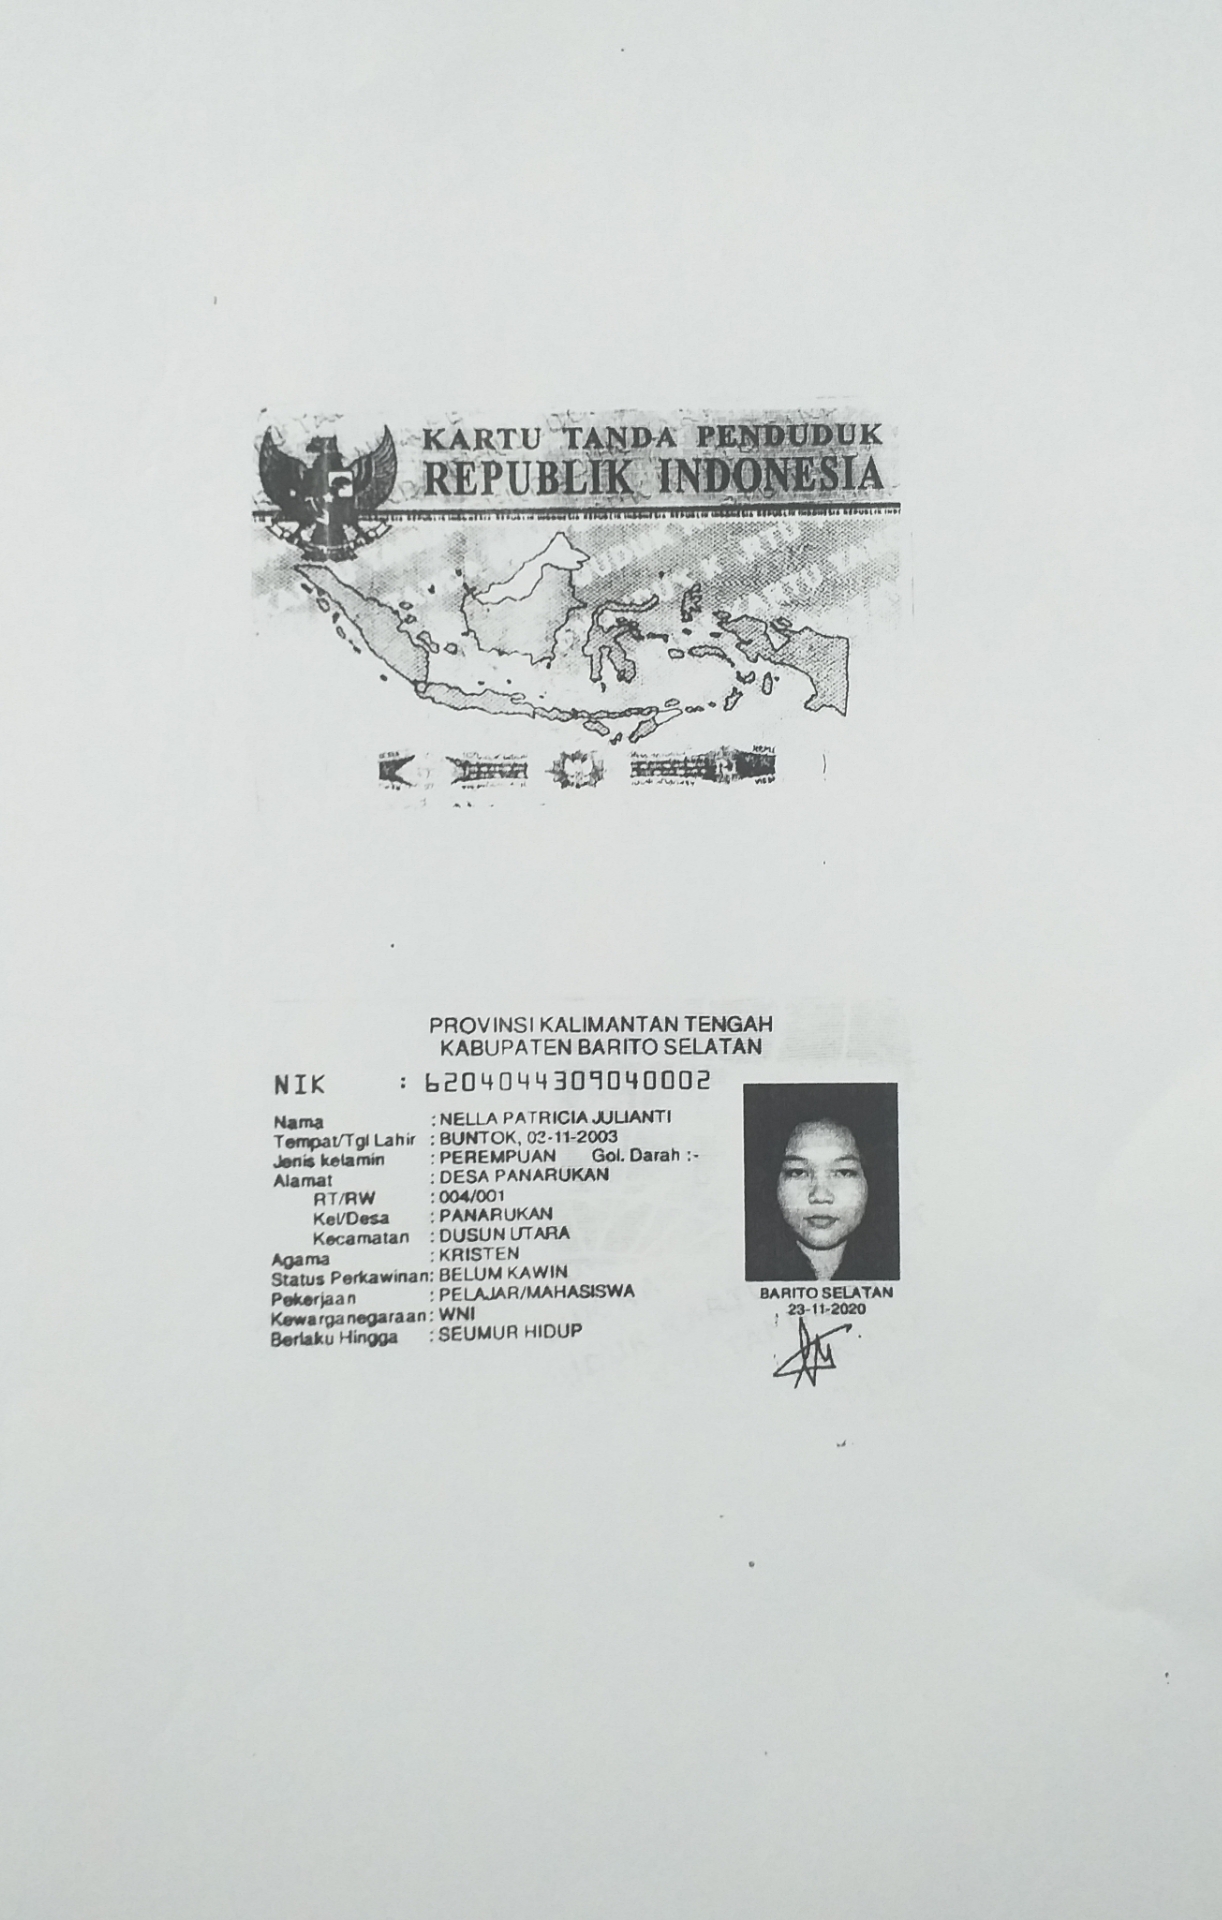 KARTU TANDA PENDUDUK
REPUBLIK INDONESIA
PROVINSI KALIMANTAN TENGAH
KABUPATEN BARITO SELATAN
NIK : 6204044309040002
Nama : NELLA PATRICIA JULIANTI
Tempat/Tgl Lahir : BUNTOK, 03-11-2003
Jenis kelamin : PEREMPUAN Gol. Darah :-
Alamat : DESA PANARUKAN
RT/RW : 004/001
Kel/Desa : PANARUKAN
Kecamatan : DUSUN UTARA
Agama : KRISTEN
Status Perkawinan: BELUM KAWIN
Pekerjaan : PELAJAR/MAHASISWA
Kewarganegaraan: WNI
Berlaku Hingga : SEUMUR HIDUP
BARITO SELATAN
23-11-2020